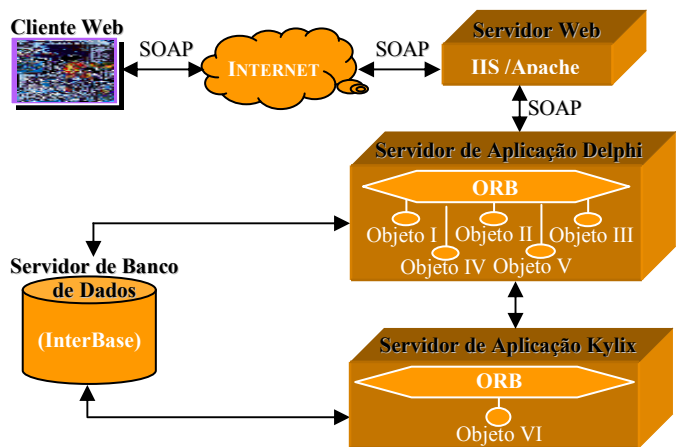 Cliente Web
SOAP
INTERNET
SOAP
Servidor Web
IIS /Apache
SOAP
Servidor de Aplicação Delphi
ORB
Objeto I
Objeto II
Objeto III
Objeto IV
Objeto V
Servidor de Banco
de Dados
(InterBase)
Servidor de Aplicação Kylix
ORB
Objeto VI